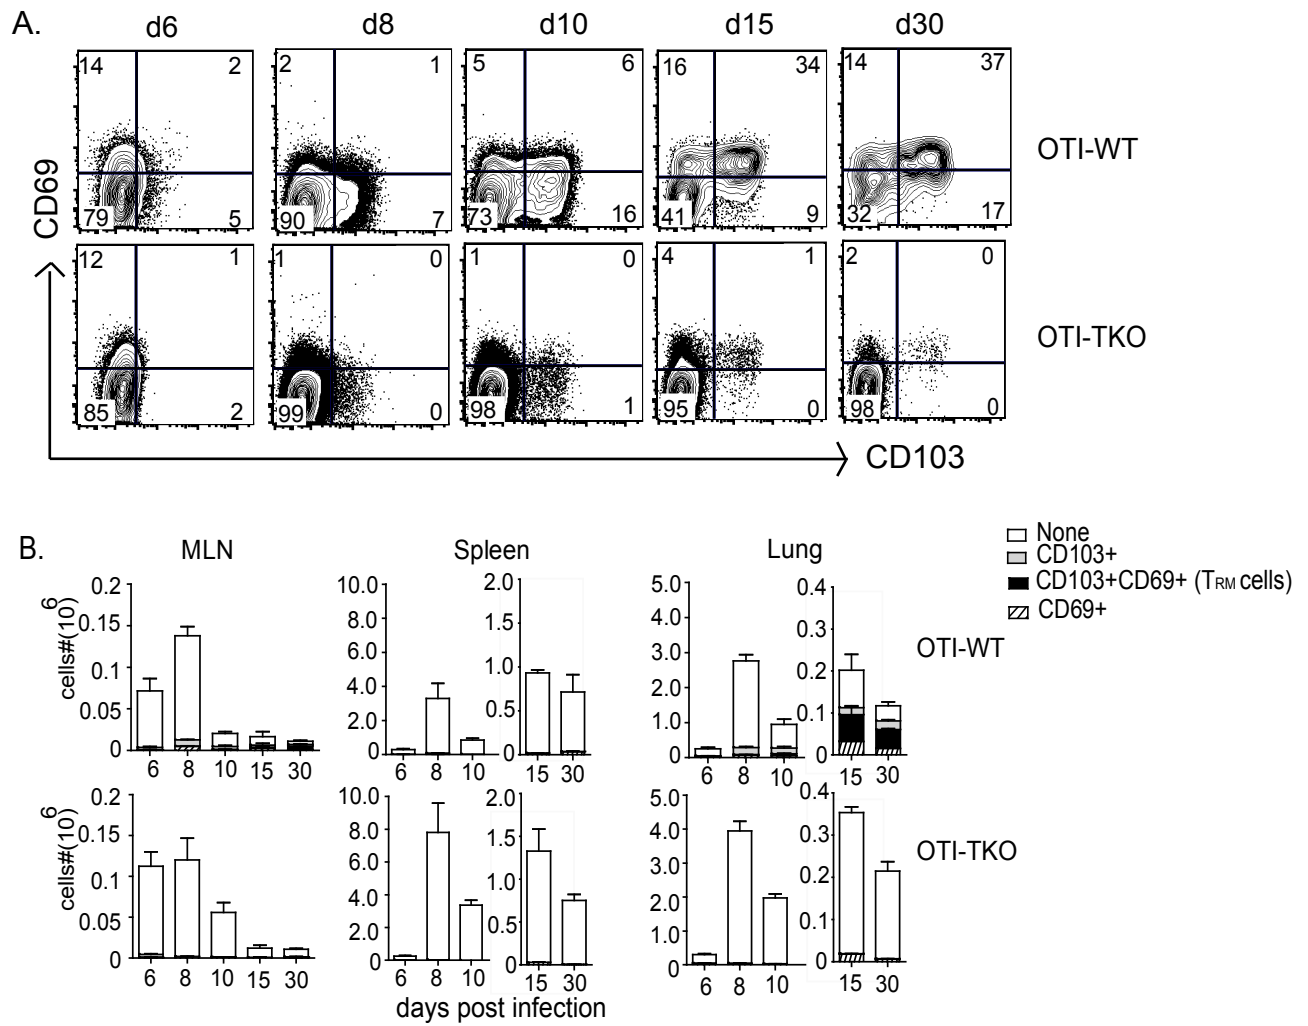 A.
d6 d8 d10 d15 d30
14 2 2 1 5 6 16 34 14 37
OTI-WT
79 5 90 7 73 16 41 9 32 17
CD69
12 1 1 0 1 0 4 1 2 0
OTI-TKO
85 2 99 0 98 1 95 0 98 0
CD103
B.
MLN Spleen Lung
None
CD103+
CD103+CD69+ (TRM cells)
CD69+
OTI-WT
cells#(10⁶)
0.2 0.15 0.1 0.05 0
6 8 10 15 30
10.0 8.0 6.0 4.0 2.0 0
6 8 10
2.0 1.0 0.5 0
15 30
5.0 4.0 3.0 2.0 1.0 0
6 8 10
0.4 0.3 0.2 0.1 0
15 30
OTI-TKO
cells#(10⁶)
0.2 0.15 0.1 0.05 0
6 8 10 15 30
10.0 8.0 6.0 4.0 2.0 0
6 8 10
2.0 1.5 1.0 0.5 0
15 30
5.0 4.0 3.0 2.0 1.0 0
6 8 10
0.4 0.3 0.2 0.1 0
15 30
days post infection